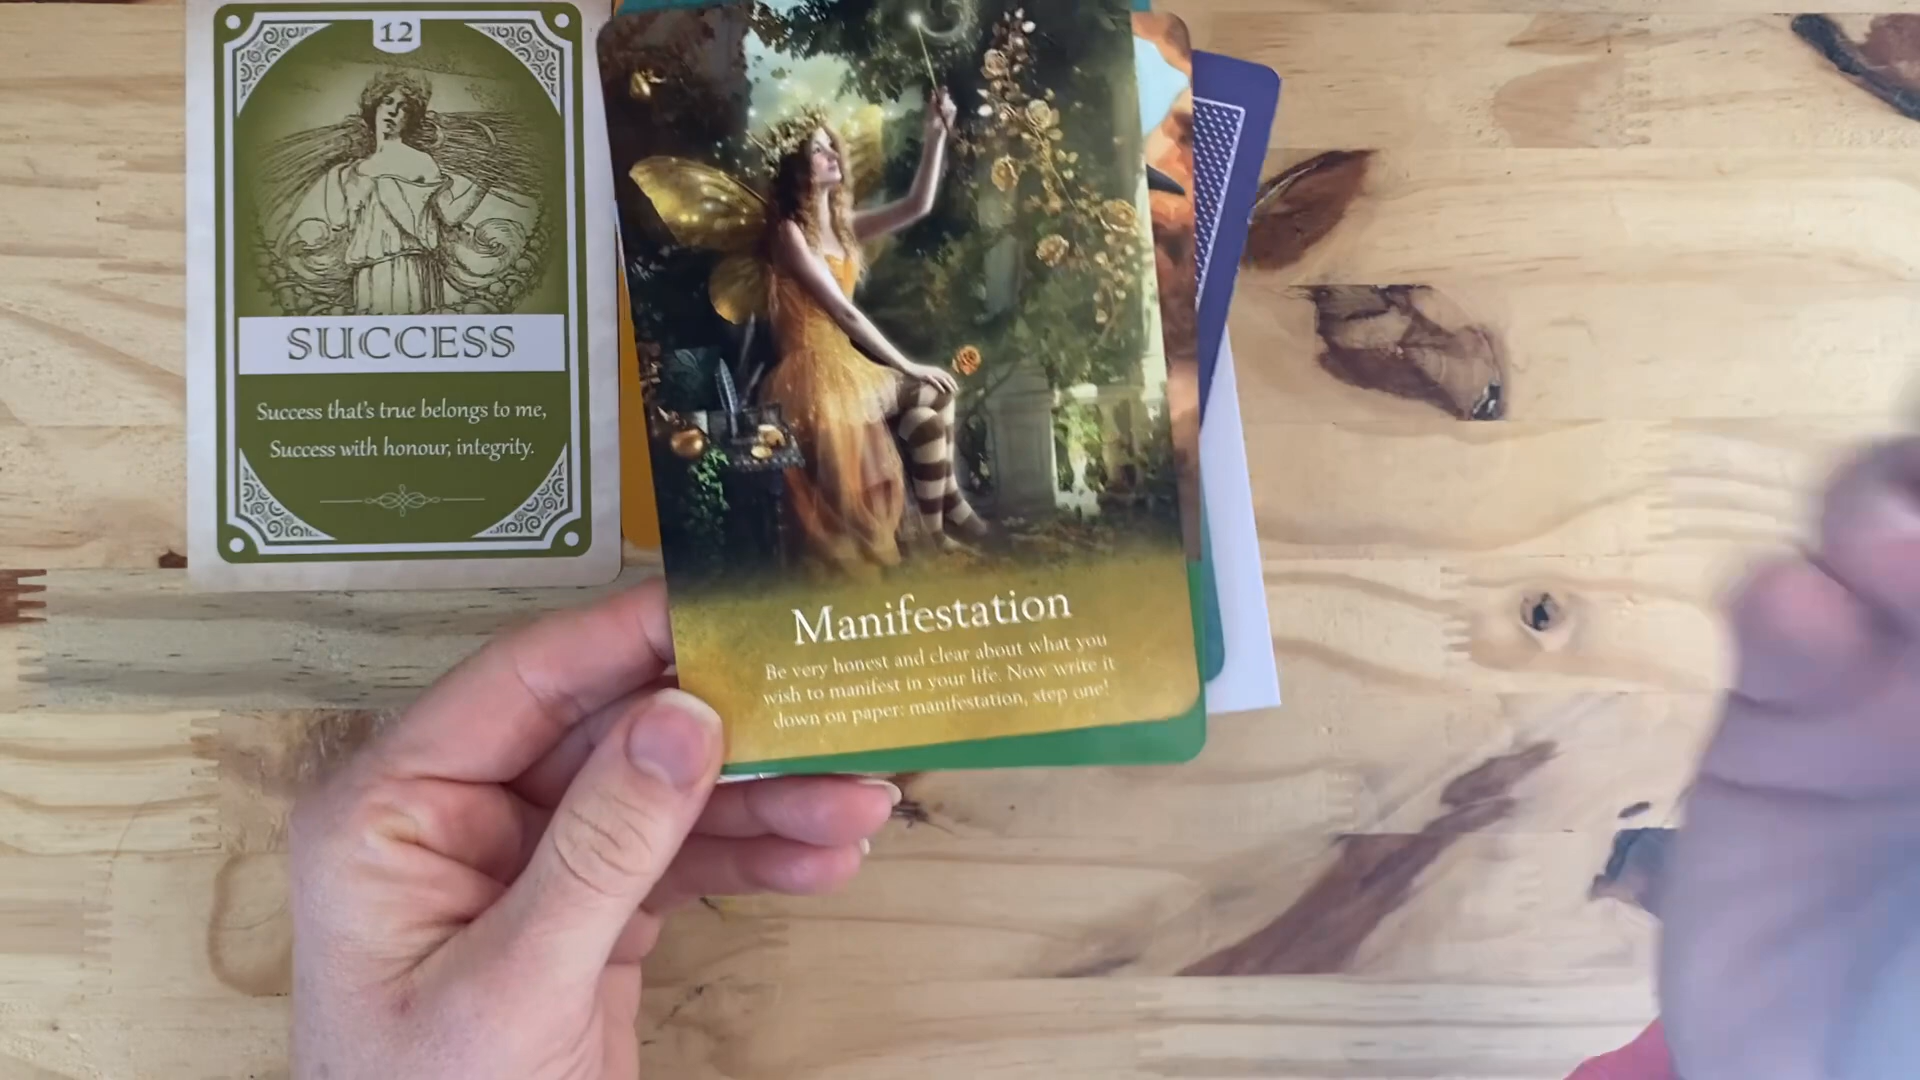 12
SUCCESS
Success that's true belongs to me,
Success with honour, integrity.
Manifestation
Be very honest and clear about what you
wish to manifest in your life. Now write it
down on paper: manifestation, step one!